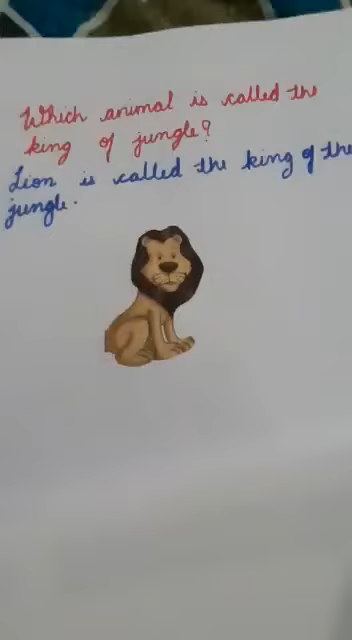 Which animal is called the
king of jungle?
Lion is called the king of the
jungle.